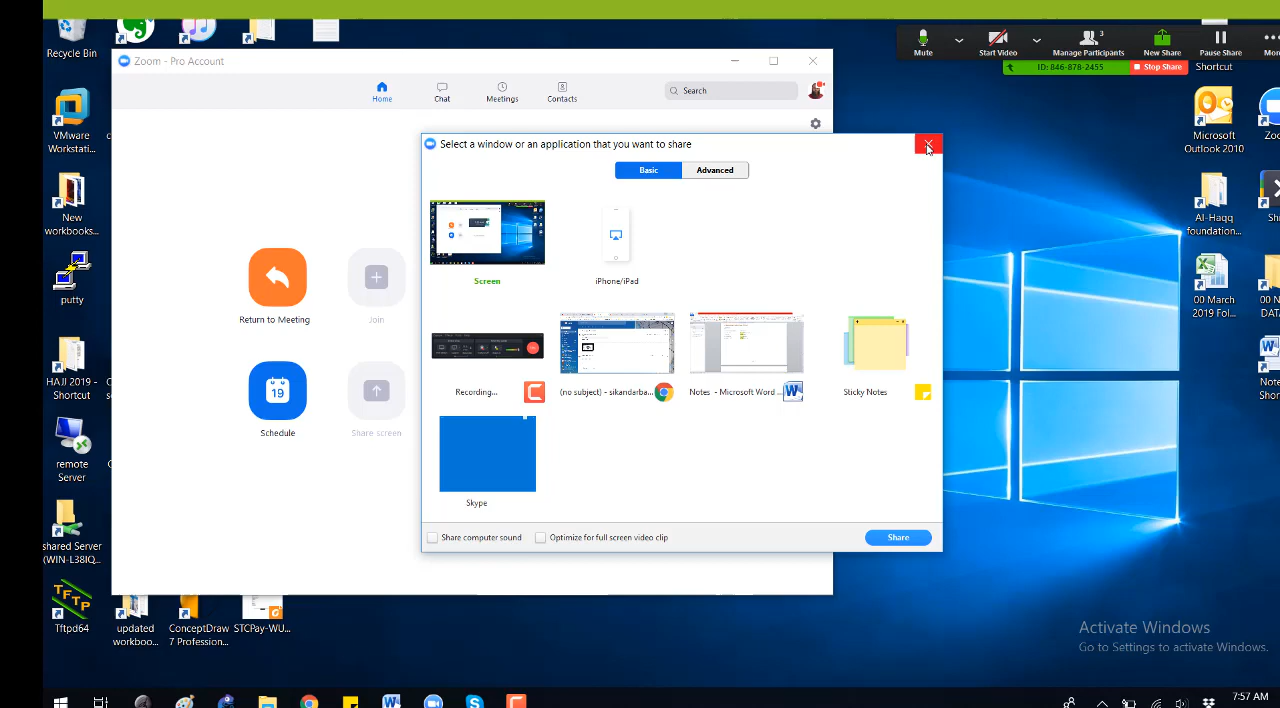 Recycle Bin
Mute
Start Video
Manage Participants
3
New Share
Pause Share
ID: 846-878-2455
Stop Share
Shortcut
Zoom - Pro Account
Home
Chat
Meetings
Contacts
Search
Select a window or an application that you want to share
Basic
Advanced
VMware
Workstati...
Microsoft
Outlook 2010
New
workbooks...
Al-Haqq
foundation...
Screen
iPhone/iPad
putty
Return to Meeting
Join
00 March
2019 Fol...
HAJJ 2019 -
Shortcut
Recording...
(no subject) - sikandarba...
Notes - Microsoft Word ...
Sticky Notes
19
Schedule
Share screen
remote
Server
Skype
shared Server
(WIN-L38IQ...
Share computer sound
Optimize for full screen video clip
Share
TFTP
Tftpd64
updated
workboo...
ConceptDraw
7 Profession...
STCPay-WU...
Activate Windows
Go to Settings to activate Windows.
7:57 AM